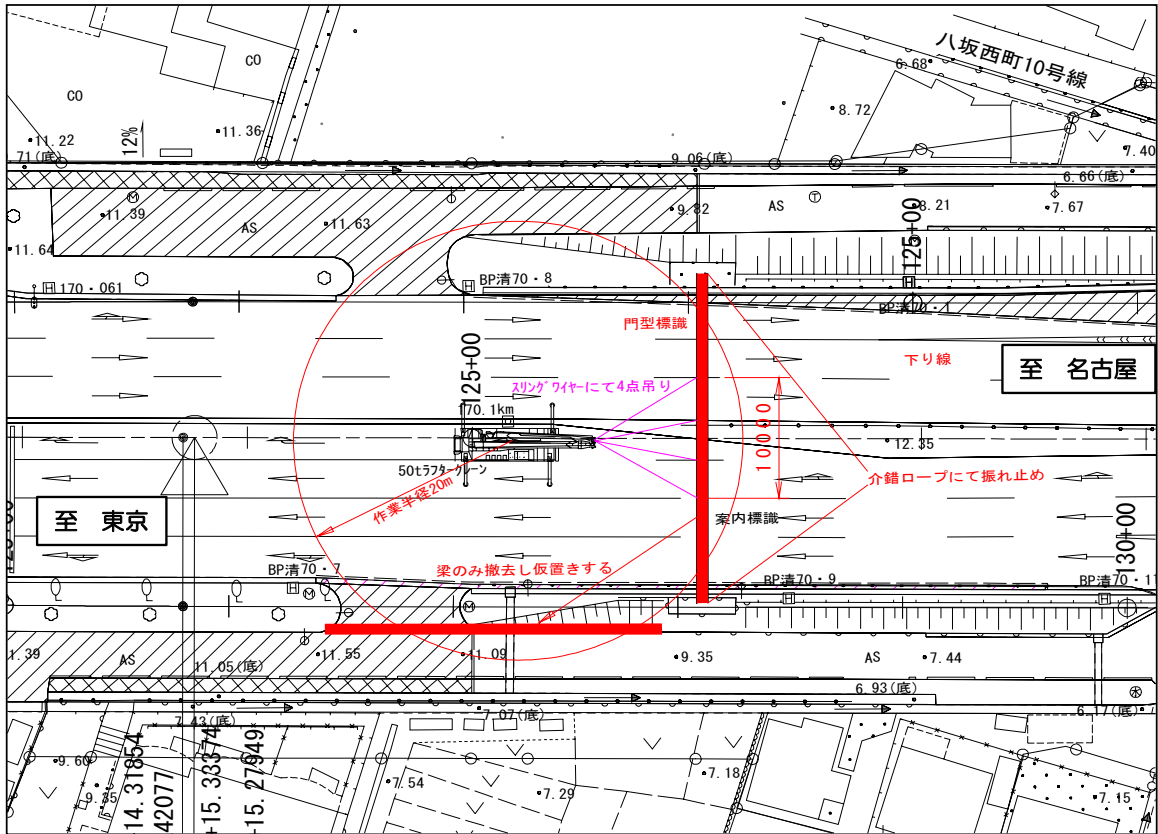 八坂西町10号線
6.68
CO
CO
8.72
11.22
12%
11.36
71(底)
7.40
9.06(底)
6.66(底)
M
T
11.39
9.82
AS
8.21
7.67
AS
11.63
125+00
11.64
BP清70・8
H
H
H
170・061
BP清70・1
門型標識
下り線
至 名古屋
125+00
スリングワイヤーにて4点吊り
10000
170.1km
H
12.35
50tラフタークレーン
介錯ロープにて振れ止め
作業半径20m
至 東京
案内標識
130+00
BP清70・7
梁のみ撤去し仮置きする
BP清70・9
BP清70・11
H
M
M
H
H
1.39
AS
11.05(底)
11.55
11.09
9.35
AS
7.44
6.93(底)
7.43(底)
7.07(底)
6.17(底)
9.60
7.54
7.18
9.35
7.29
7.15
14.31854
42077
+15.33374
15.27949